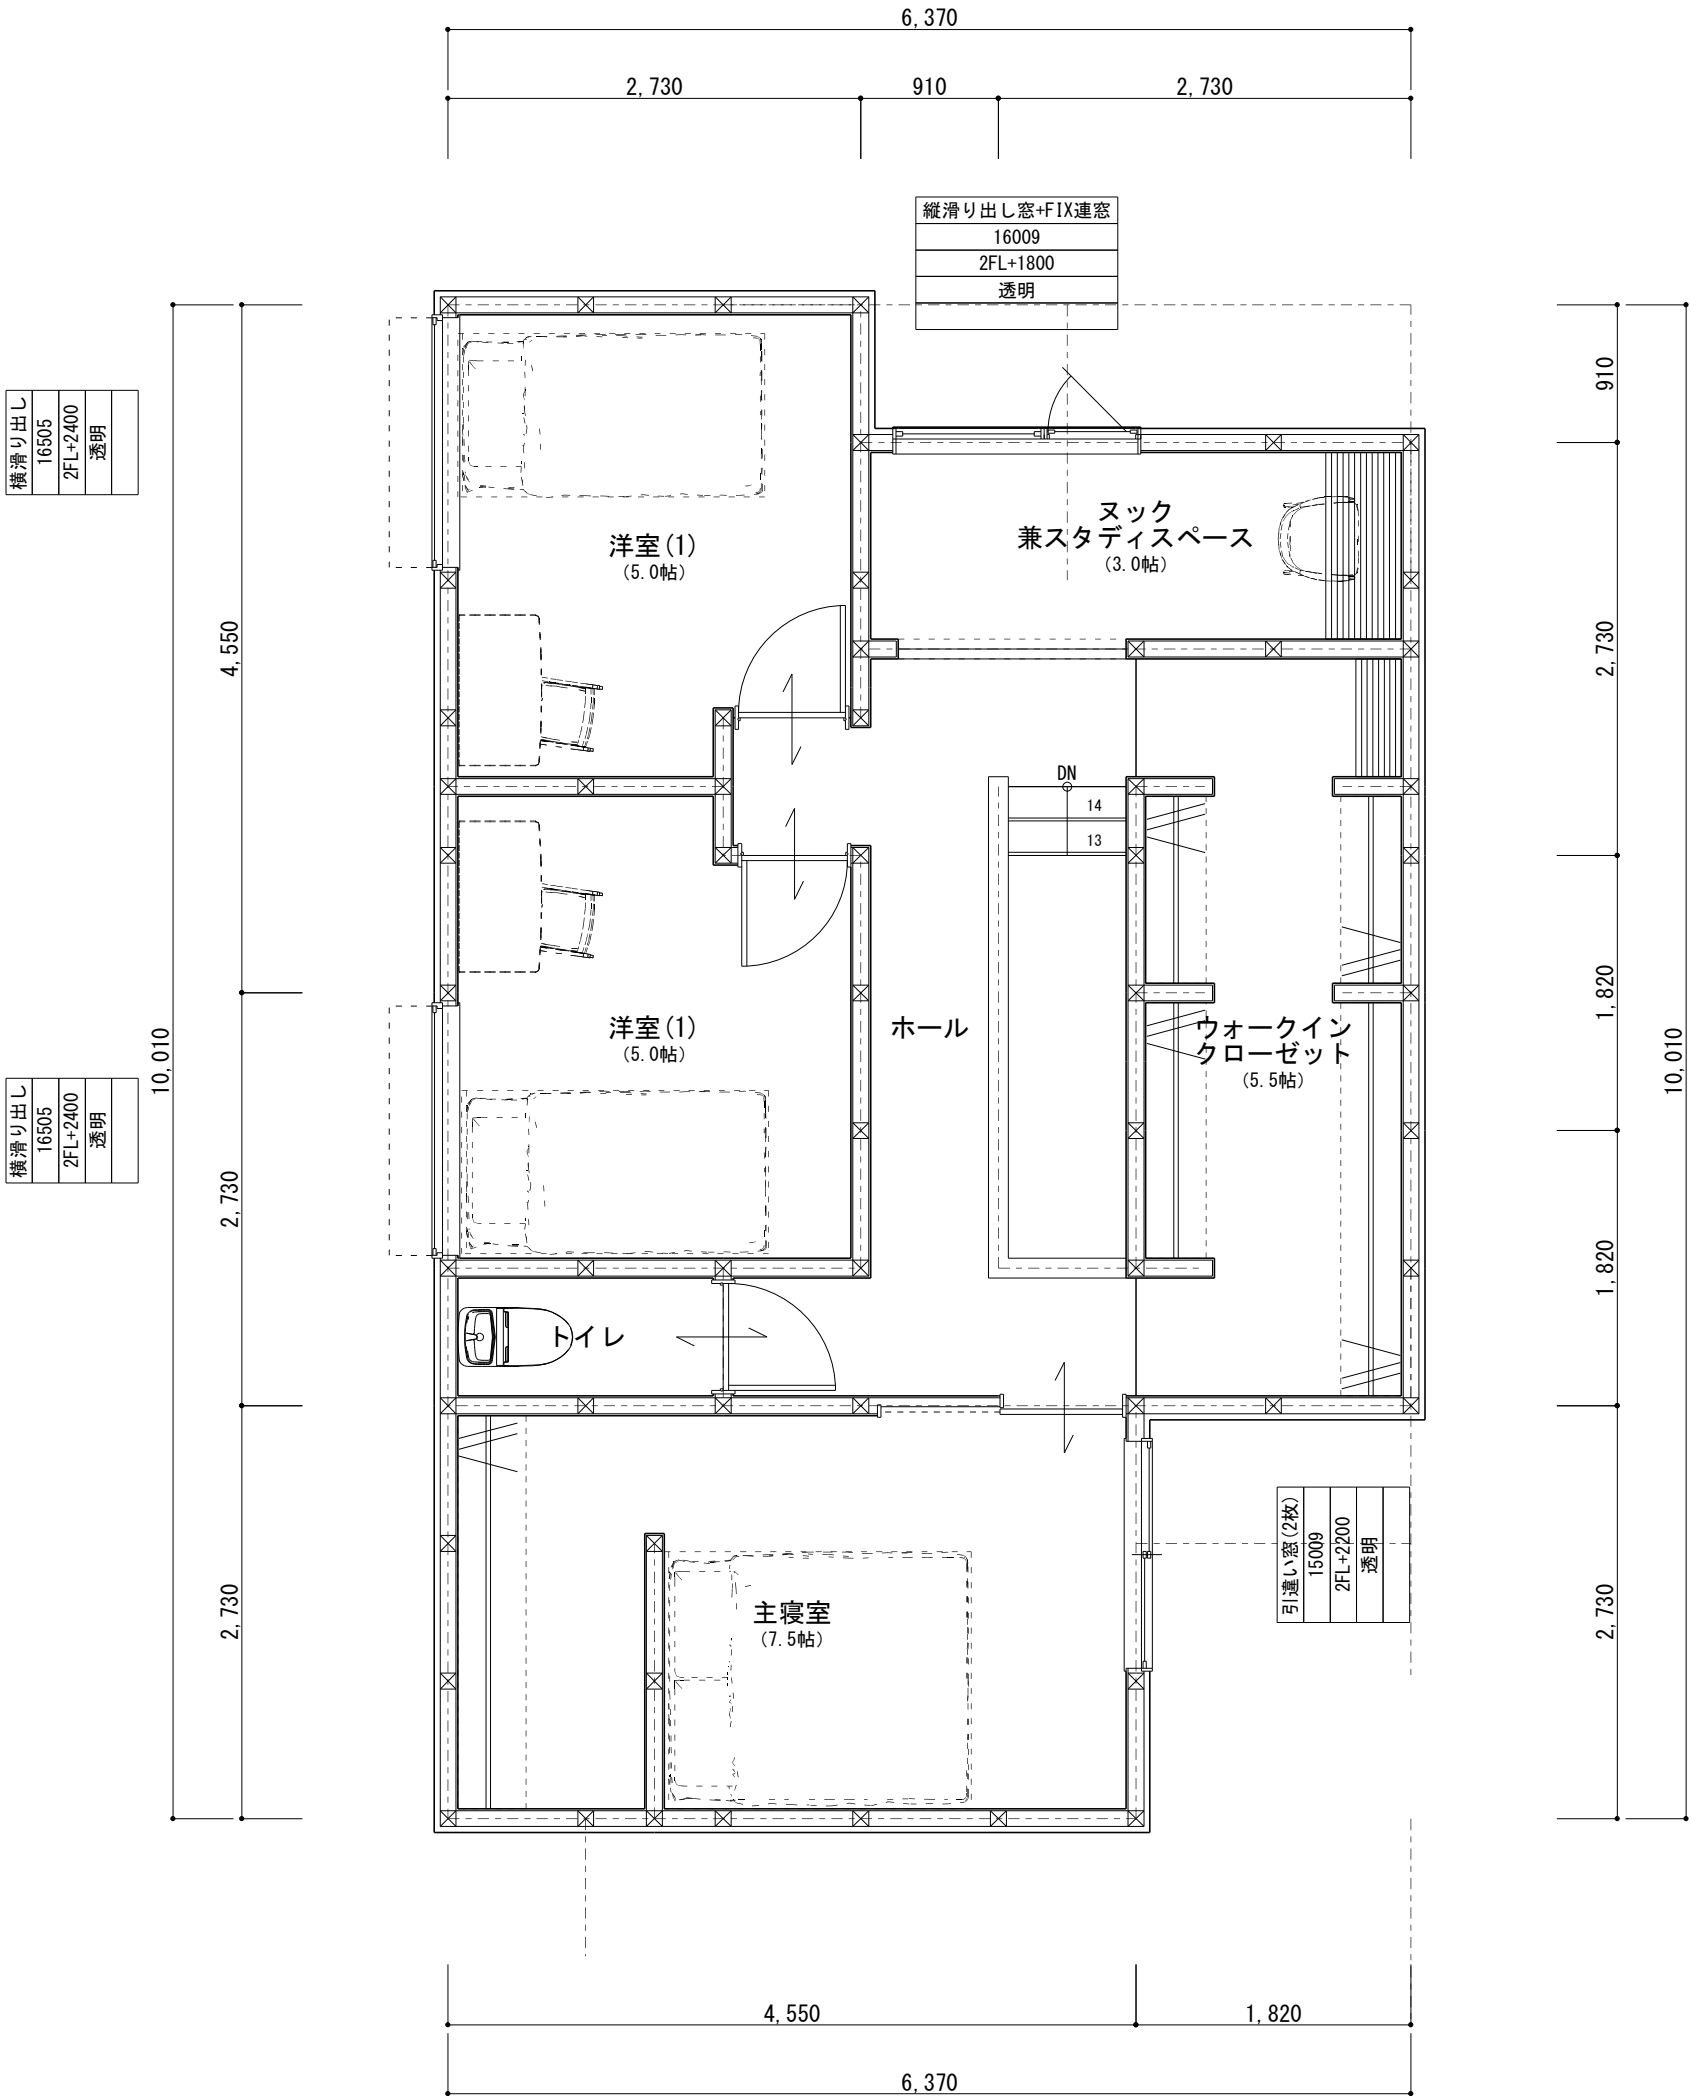 6,370
2,730
910
2,730
縦滑り出し窓+FIX連窓
16009
2FL+1800
透明
横滑り出し
16505
2FL+2400
透明
910
ヌック
兼スタディスペース
(3.0帖)
洋室(1)
(5.0帖)
4,550
2,730
DN
14
13
1,820
洋室(1)
(5.0帖)
ホール
ウォークイン
クローゼット
(5.5帖)
10,010
10,010
横滑り出し
16505
2FL+2400
透明
2,730
1,820
トイレ
引違い窓(2枚)
15009
2FL+2200
透明
主寝室
(7.5帖)
2,730
2,730
4,550
1,820
6,370